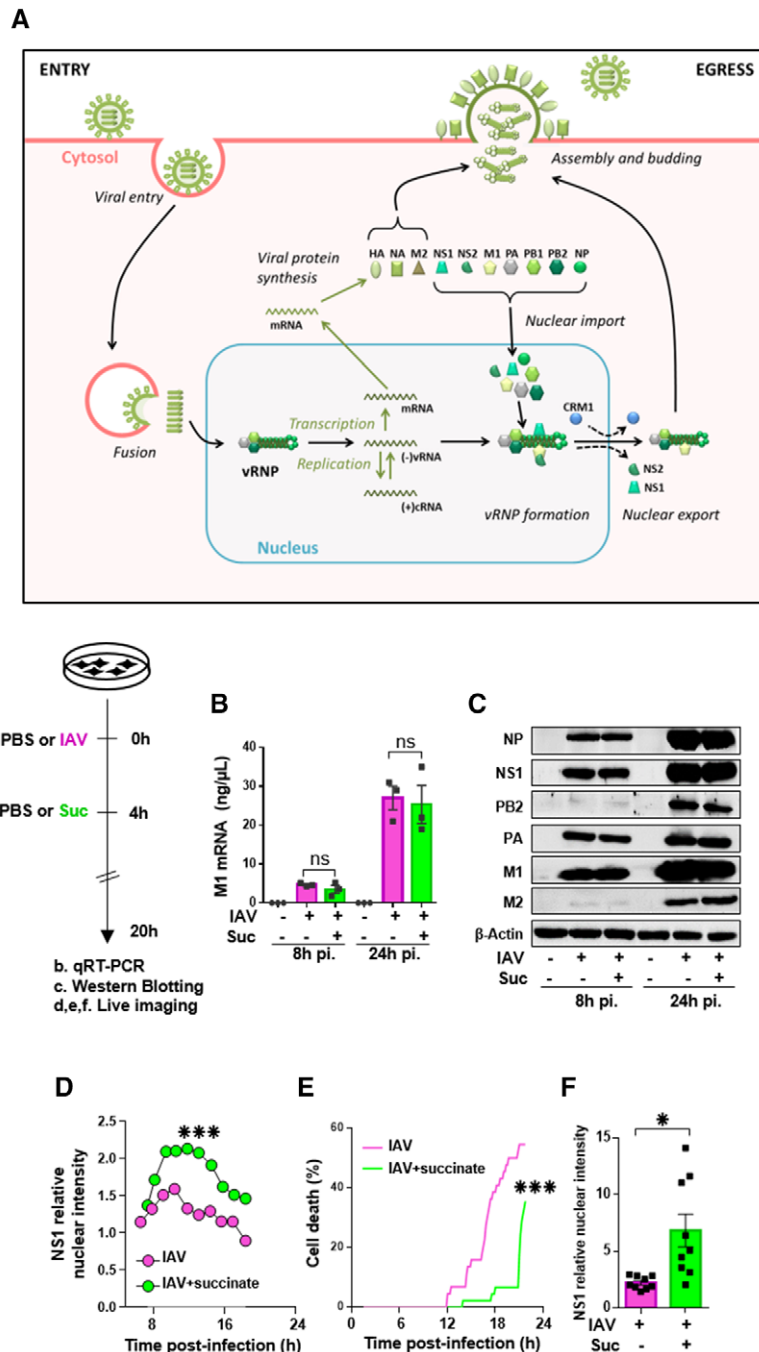 A
ENTRY
EGRESS
Cytosol
Viral entry
Assembly and budding
Viral protein
synthesis
HA NA M2 NS1 NS2 M1 PA PB1 PB2 NP
mRNA
Nuclear import
Fusion
vRNP
Transcription
mRNA
Replication
(-)vRNA
(+)cRNA
CRM1
NS2
NS1
vRNP formation
Nuclear export
Nucleus
PBS or IAV
0h
PBS or Suc
4h
20h
b. qRT-PCR
c. Western Blotting
d,e,f. Live imaging
B
M1 mRNA (ng/µL)
40
30
20
10
0
ns
ns
IAV - + + - + +
Suc + +
8h pi. 24h pi.
C
NP
NS1
PB2
PA
M1
M2
β-Actin
IAV - + + - + +
Suc - + - +
8h pi. 24h pi.
D
NS1 relative
nuclear intensity
2.5
2.0
1.5
1.0
0.5
0.0
***
IAV
IAV+succinate
8 16 24
Time post-infection (h)
E
Cell death (%)
60
40
20
0
IAV
IAV+succinate
***
0 6 12 18 24
Time post-infection (h)
F
NS1 relative nuclear intensity
15
10
5
0
*
IAV + +
Suc - +